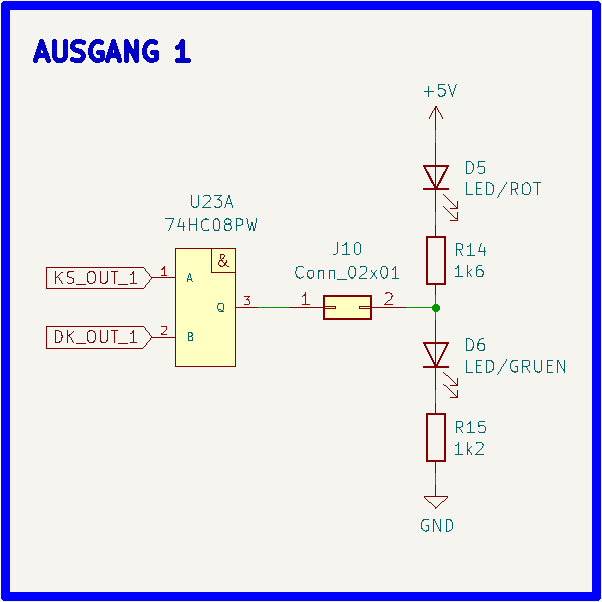 AUSGANG 1
+5V
D5
LED/ROT
U23A
74HC08PW
&
R14
1k6
J10
Conn_02x01
KS_OUT_1
1
A
Q
3
1
2
DK_OUT_1
2
B
D6
LED/GRUEN
R15
1k2
GND